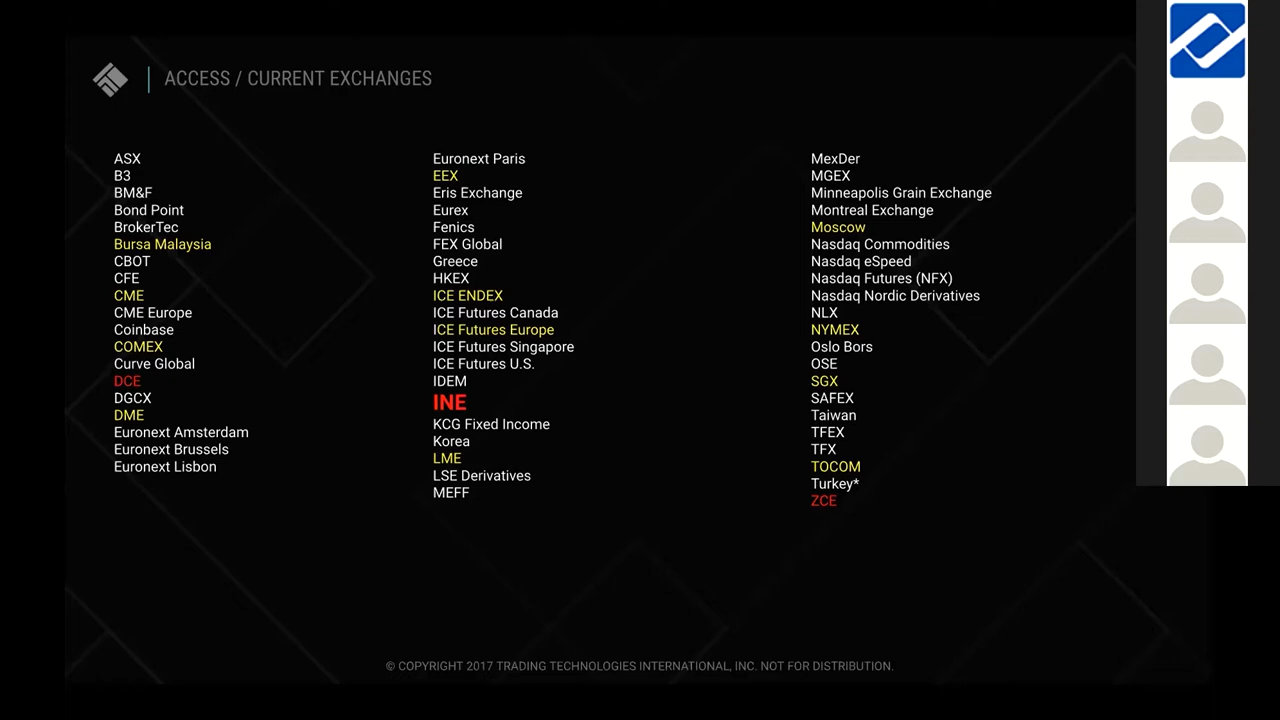 ACCESS / CURRENT EXCHANGES
ASX
B3
BM&F
Bond Point
BrokerTec
Bursa Malaysia
CBOT
CFE
CME
CME Europe
Coinbase
COMEX
Curve Global
DCE
DGCX
DME
Euronext Amsterdam
Euronext Brussels
Euronext Lisbon
Euronext Paris
EEX
Eris Exchange
Eurex
Fenics
FEX Global
Greece
HKEX
ICE ENDEX
ICE Futures Canada
ICE Futures Europe
ICE Futures Singapore
ICE Futures U.S.
IDEM
INE
KCG Fixed Income
Korea
LME
LSE Derivatives
MEFF
MexDer
MGEX
Minneapolis Grain Exchange
Montreal Exchange
Moscow
Nasdaq Commodities
Nasdaq eSpeed
Nasdaq Futures (NFX)
Nasdaq Nordic Derivatives
NLX
NYMEX
Oslo Bors
OSE
SGX
SAFEX
Taiwan
TFEX
TFX
TOCOM
Turkey*
ZCE
© COPYRIGHT 2017 TRADING TECHNOLOGIES INTERNATIONAL, INC. NOT FOR DISTRIBUTION.